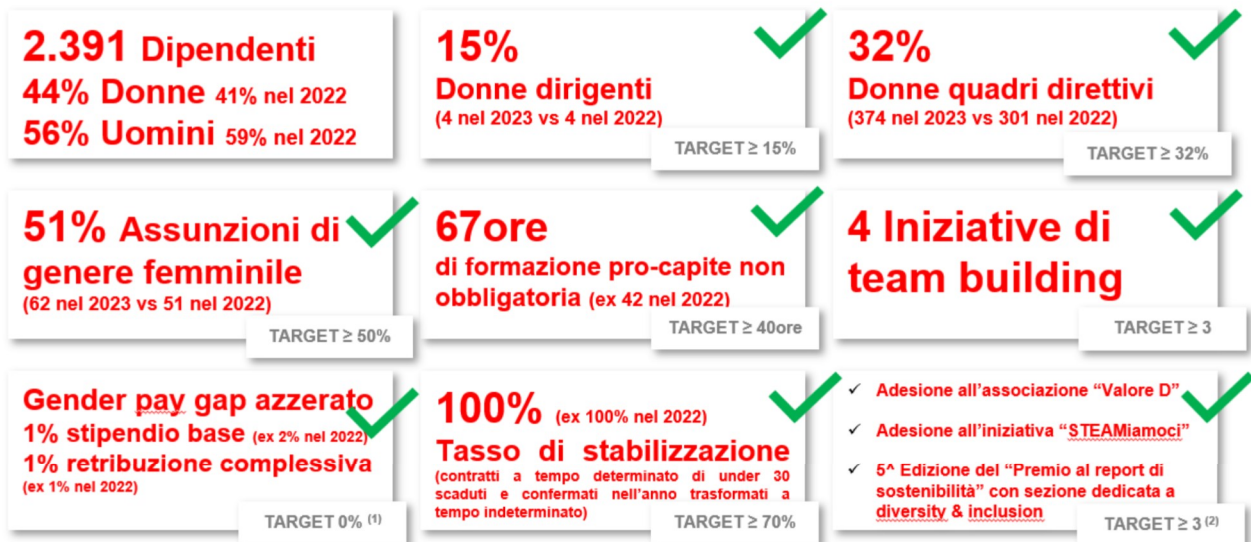 2.391 Dipendenti
44% Donne 41% nel 2022
56% Uomini 59% nel 2022
15%
Donne dirigenti
(4 nel 2023 vs 4 nel 2022)
TARGET ≥ 15%
32%
Donne quadri direttivi
(374 nel 2023 vs 301 nel 2022)
TARGET ≥ 32%
51% Assunzioni di
genere femminile
(62 nel 2023 vs 51 nel 2022)
TARGET ≥ 50%
67ore
di formazione pro-capite non
obbligatoria (ex 42 nel 2022)
TARGET ≥ 40ore
4 Iniziative di
team building
TARGET ≥ 3
Gender pay gap azzerato
1% stipendio base (ex 2% nel 2022)
1% retribuzione complessiva
(ex 1% nel 2022)
TARGET 0% (1)
100% (ex 100% nel 2022)
Tasso di stabilizzazione
(contratti a tempo determinato di under 30
scaduti e confermati nell'anno trasformati a
tempo indeterminato)
TARGET ≥ 70%
✓ Adesione all'associazione “Valore D”
✓ Adesione all'iniziativa “STEAMiamoci”
✓ 5^ Edizione del “Premio al report di
sostenibilità” con sezione dedicata a
diversity & inclusion
TARGET ≥ 3 (2)